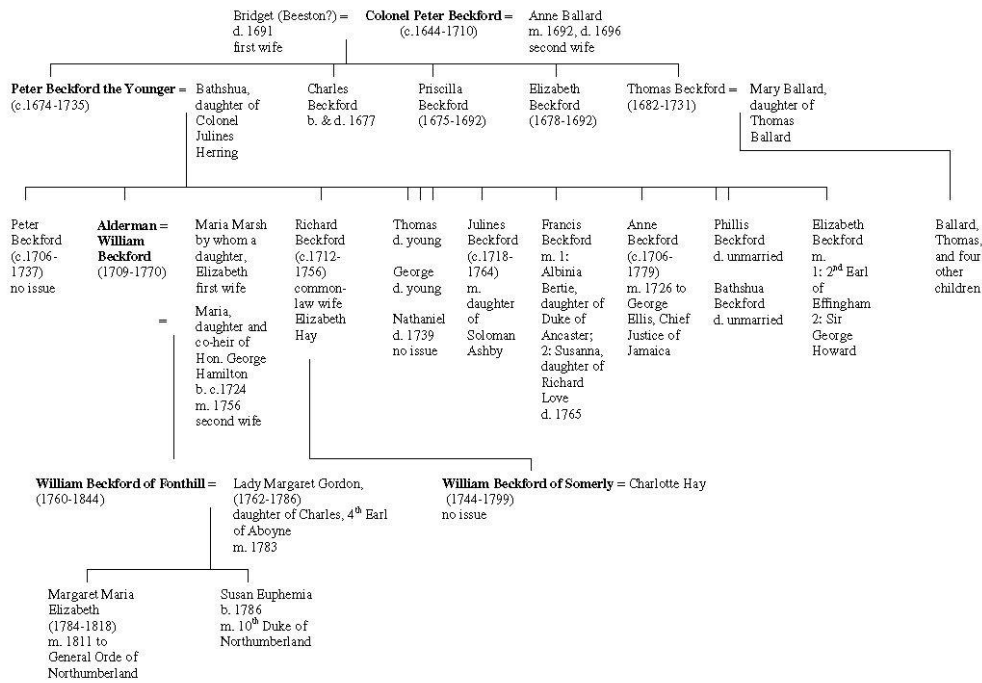 Bridget (Beeston?) =
d. 1691
first wife
Colonel Peter Beckford =
(c.1644-1710)
Anne Ballard
m. 1692, d. 1696
second wife
Peter Beckford the Younger =
(c.1674-1735)
Bathshua,
daughter of
Colonel
Julines
Herring
Charles
Beckford
b. & d. 1677
Priscilla
Beckford
(1675-1692)
Elizabeth
Beckford
(1678-1692)
Thomas Beckford =
(1682-1731)
Mary Ballard,
daughter of
Thomas
Ballard
Peter
Beckford
(c.1706-
1737)
no issue
Alderman =
William
Beckford
(1709-1770)
=
Maria Marsh
by whom a
daughter,
Elizabeth
first wife
Maria,
daughter and
co-heir of
Hon. George
Hamilton
b. c.1724
m. 1756
second wife
Richard
Beckford
(c.1712-
1756)
common-
law wife
Elizabeth
Hay
Thomas
d. young
George
d. young
Nathaniel
d. 1739
no issue
Julines
Beckford
(c.1718-
1764)
m.
daughter
of
Soloman
Ashby
Francis
Beckford
m. 1:
Albinia
Bertie,
daughter of
Duke of
Ancaster;
2: Susanna,
daughter of
Richard
Love
d. 1765
Anne
Beckford
(c.1706-
1779)
m. 1726 to
George
Ellis, Chief
Justice of
Jamaica
Phillis
Beckford
d. unmarried
Bathshua
Beckford
d. unmarried
Elizabeth
Beckford
m.
1: 2nd Earl
of
Effingham
2: Sir
George
Howard
Ballard,
Thomas,
and four
other
children
William Beckford of Fonthill =
(1760-1844)
Lady Margaret Gordon,
(1762-1786)
daughter of Charles, 4th Earl
of Aboyne
m. 1783
William Beckford of Somerly = Charlotte Hay
(1744-1799)
no issue
Margaret Maria
Elizabeth
(1784-1818)
m. 1811 to
General Orde of
Northumberland
Susan Euphemia
b. 1786
m. 10th Duke of
Northumberland